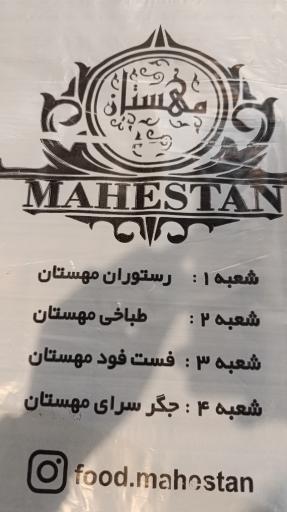 مهستان
MAHESTAN
شعبه ۱ : رستوران مهستان
شعبه ۲ : طباخی مهستان
شعبه ۳ : فست فود مهستان
شعبه ۴ : جگر سرای مهستان
food.mahestan